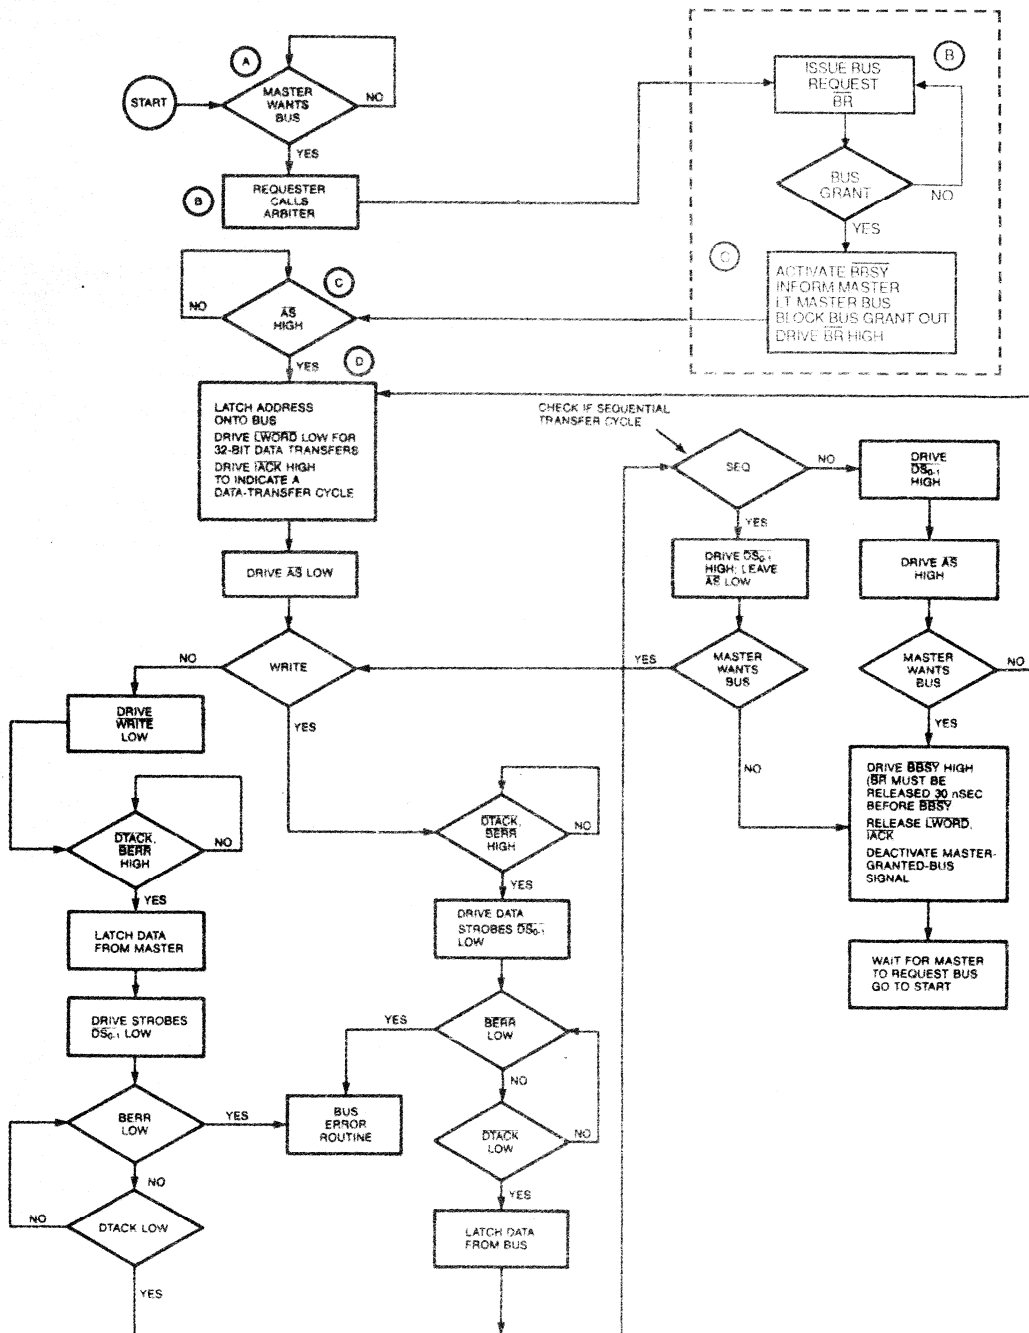 A
START
MASTER
WANTS
BUS
NO
YES
B
REQUESTER
CALLS
ARBITER
B
ISSUE BUS
REQUEST
BR
BUS
GRANT
NO
YES
C
ACTIVATE BBSY
INFORM MASTER
LT MASTER BUS
BLOCK BUS GRANT OUT
DRIVE BR HIGH
C
AS
HIGH
NO
YES
D
LATCH ADDRESS
ONTO BUS
DRIVE LWORD LOW FOR
32-BIT DATA TRANSFERS
DRIVE IACK HIGH
TO INDICATE A
DATA-TRANSFER CYCLE
DRIVE AS LOW
WRITE
NO
YES
DRIVE
WRITE
LOW
DTACK,
BERR
HIGH
NO
YES
LATCH DATA
FROM MASTER
DRIVE STROBES
DS0-1 LOW
BERR
LOW
YES
NO
DTACK LOW
NO
YES
BUS
ERROR
ROUTINE
DTACK,
BERR
HIGH
NO
YES
DRIVE DATA
STROBES DS0-1
LOW
BERR
LOW
YES
NO
DTACK
LOW
NO
YES
LATCH DATA
FROM BUS
CHECK IF SEQUENTIAL
TRANSFER CYCLE
SEQ
NO
YES
DRIVE DS0-1
HIGH; LEAVE
AS LOW
MASTER
WANTS
BUS
YES
NO
DRIVE
DS0-1
HIGH
DRIVE AS
HIGH
MASTER
WANTS
BUS
NO
YES
DRIVE BBSY HIGH
(BR MUST BE
RELEASED 30 nSEC
BEFORE BBSY
RELEASE LWORD,
IACK
DEACTIVATE MASTER-
GRANTED-BUS
SIGNAL
WAIT FOR MASTER
TO REQUEST BUS
GO TO START